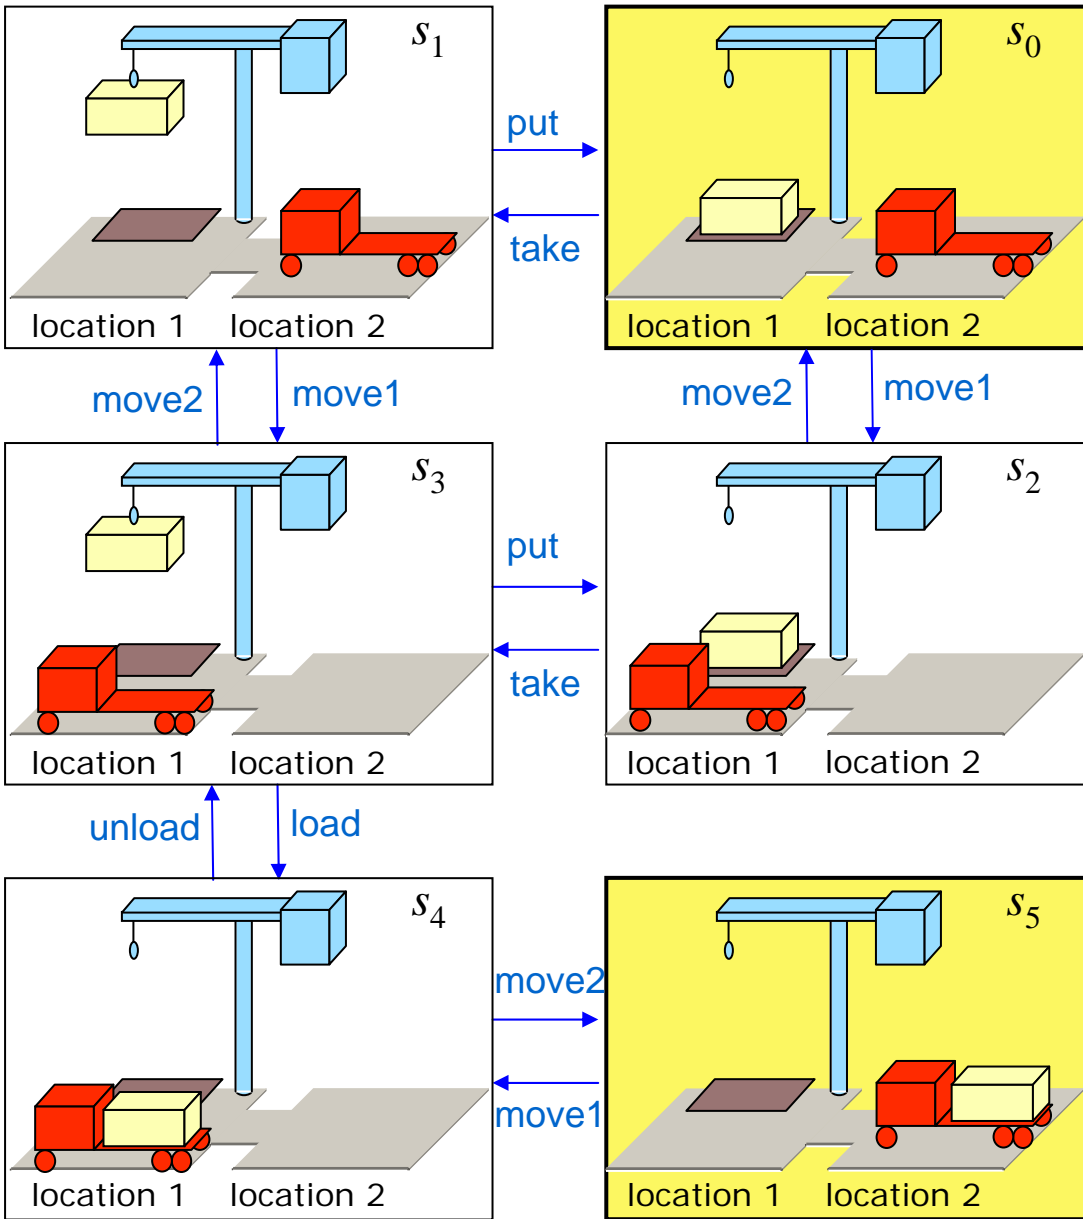 s1
s0
put
take
location 1 location 2
location 1 location 2
move2 move1
move2 move1
s3
s2
put
take
location 1 location 2
location 1 location 2
unload load
s4
s5
move2
move1
location 1 location 2
location 1 location 2